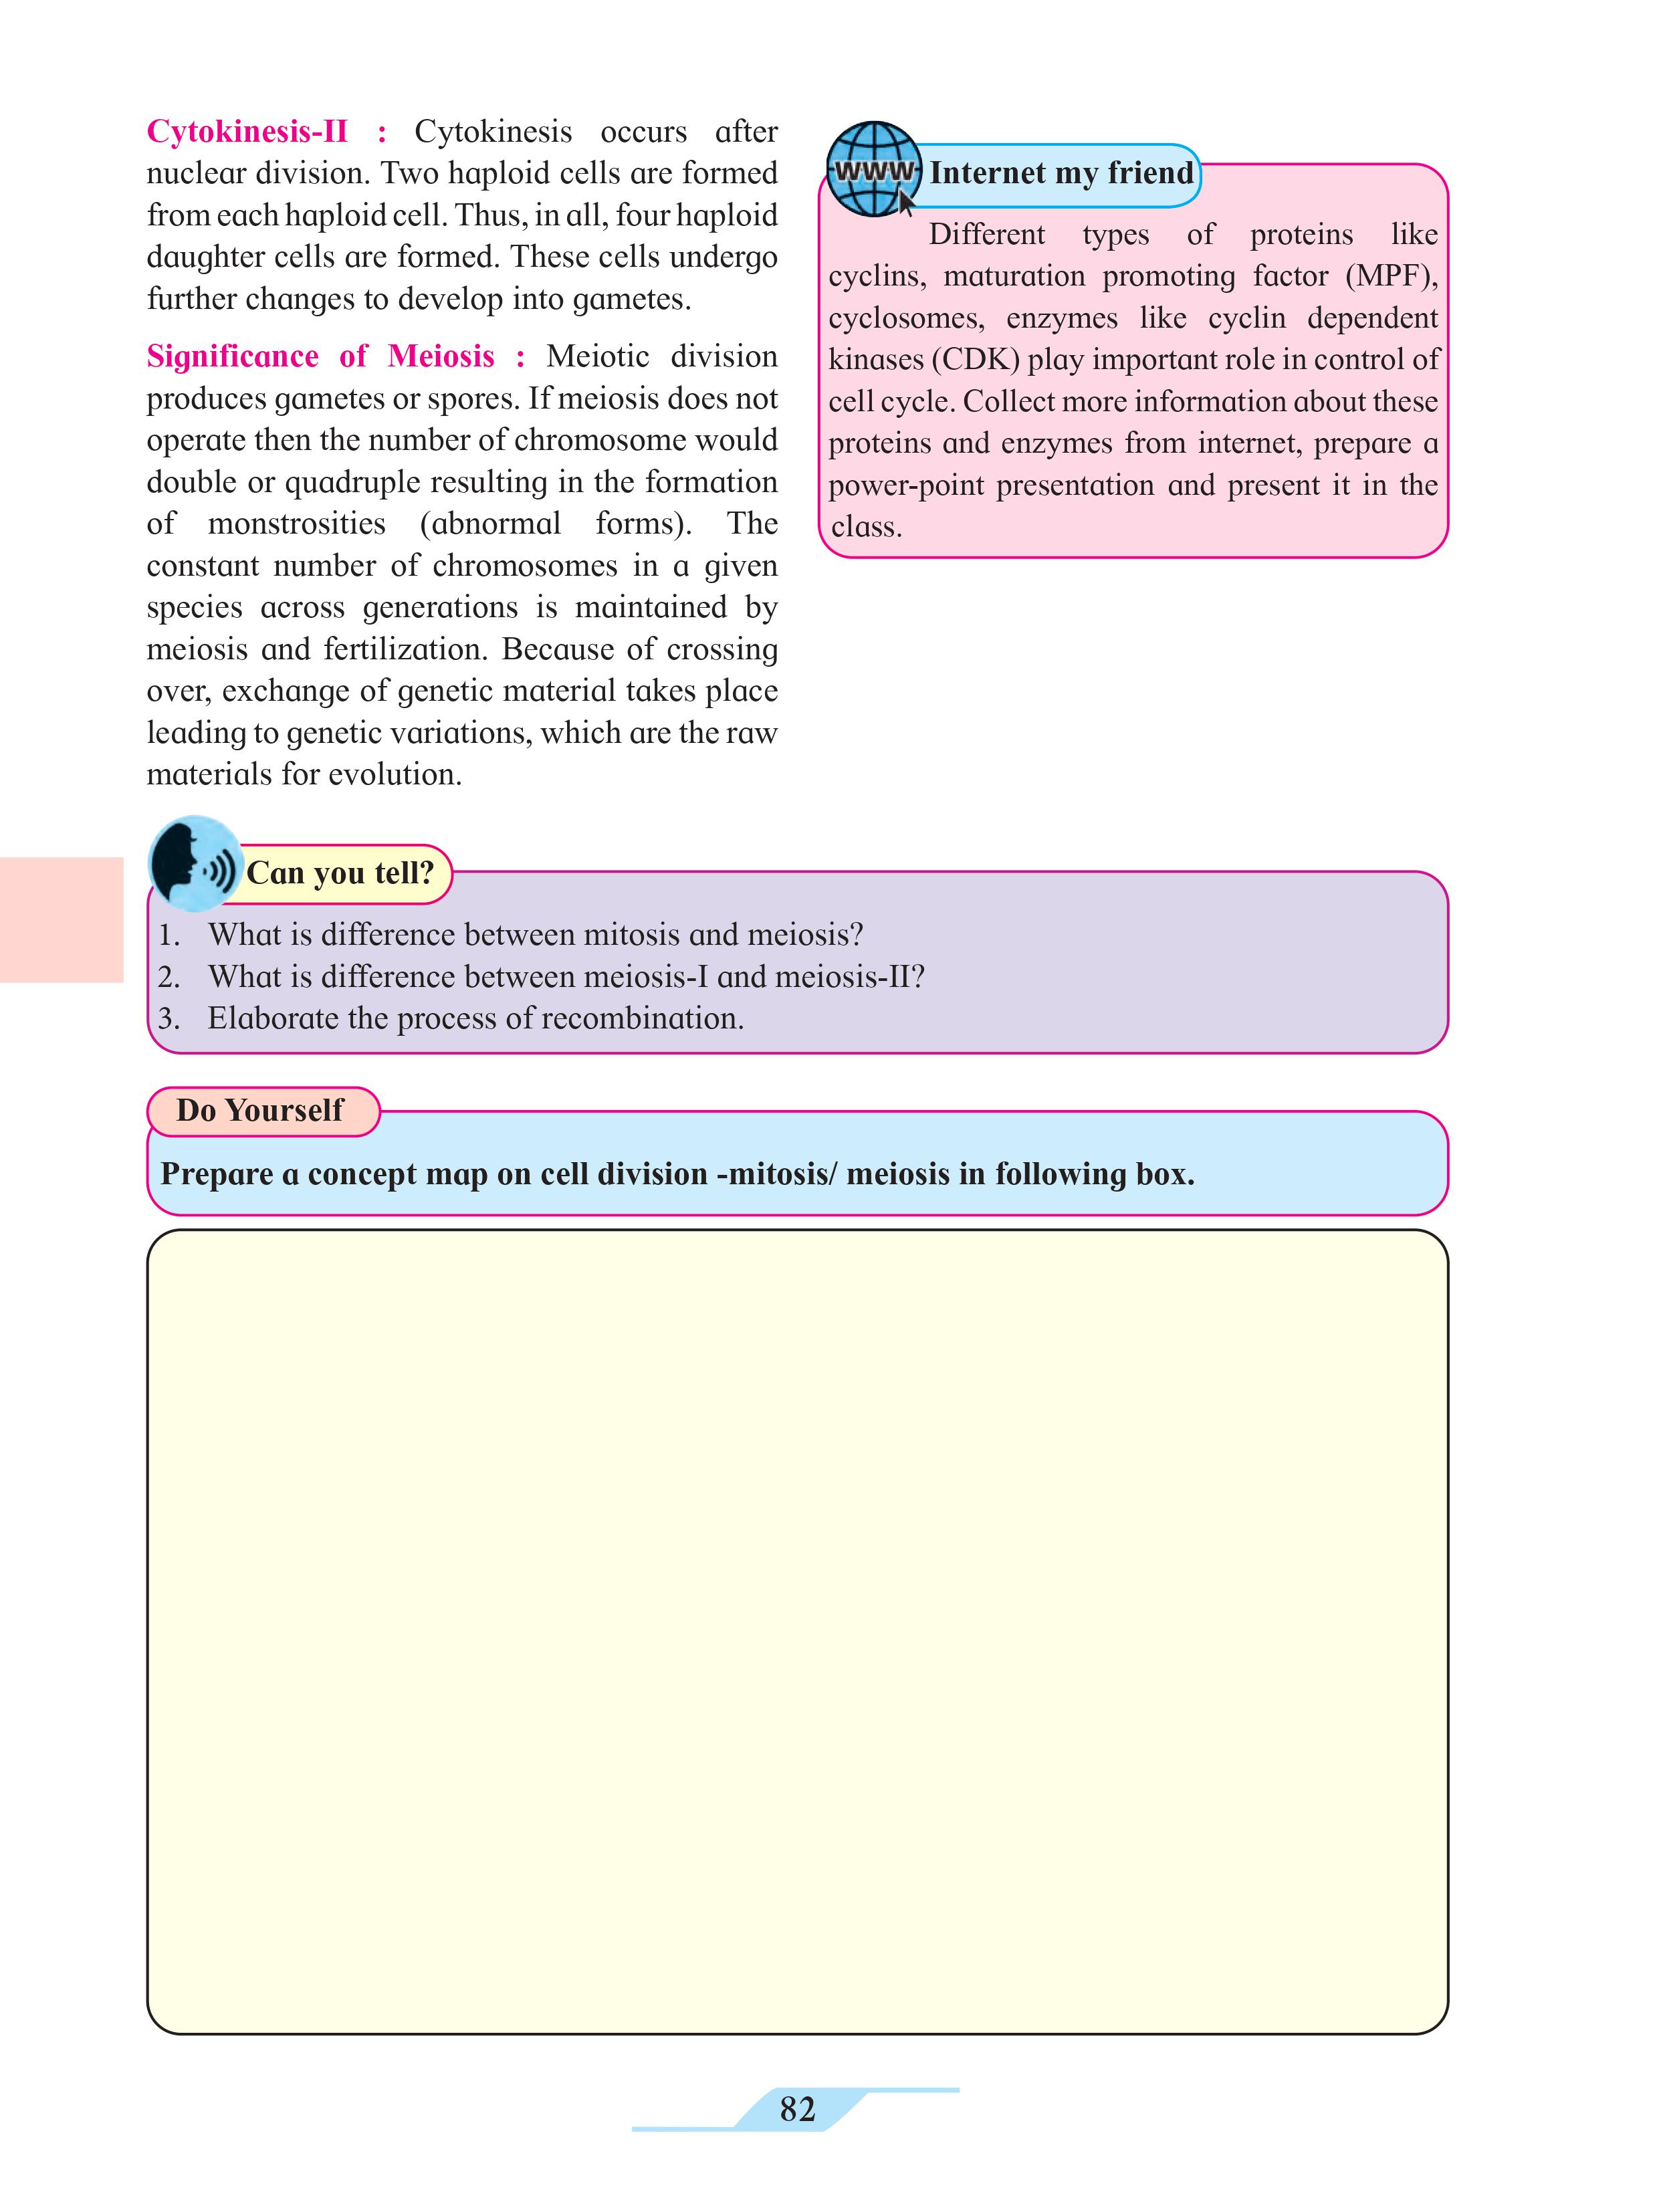 Cytokinesis-II : Cytokinesis occurs after
nuclear division. Two haploid cells are formed
from each haploid cell. Thus, in all, four haploid
daughter cells are formed. These cells undergo
further changes to develop into gametes.
Significance of Meiosis : Meiotic division
produces gametes or spores. If meiosis does not
operate then the number of chromosome would
double or quadruple resulting in the formation
of monstrosities (abnormal forms). The
constant number of chromosomes in a given
species across generations is maintained by
meiosis and fertilization. Because of crossing
over, exchange of genetic material takes place
leading to genetic variations, which are the raw
materials for evolution.
WWW
Internet my friend
Different types of proteins like
cyclins, maturation promoting factor (MPF),
cyclosomes, enzymes like cyclin dependent
kinases (CDK) play important role in control of
cell cycle. Collect more information about these
proteins and enzymes from internet, prepare a
power-point presentation and present it in the
class.
Can you tell?
1. What is difference between mitosis and meiosis?
2. What is difference between meiosis-I and meiosis-II?
3. Elaborate the process of recombination.
Do Yourself
Prepare a concept map on cell division -mitosis/ meiosis in following box.
82